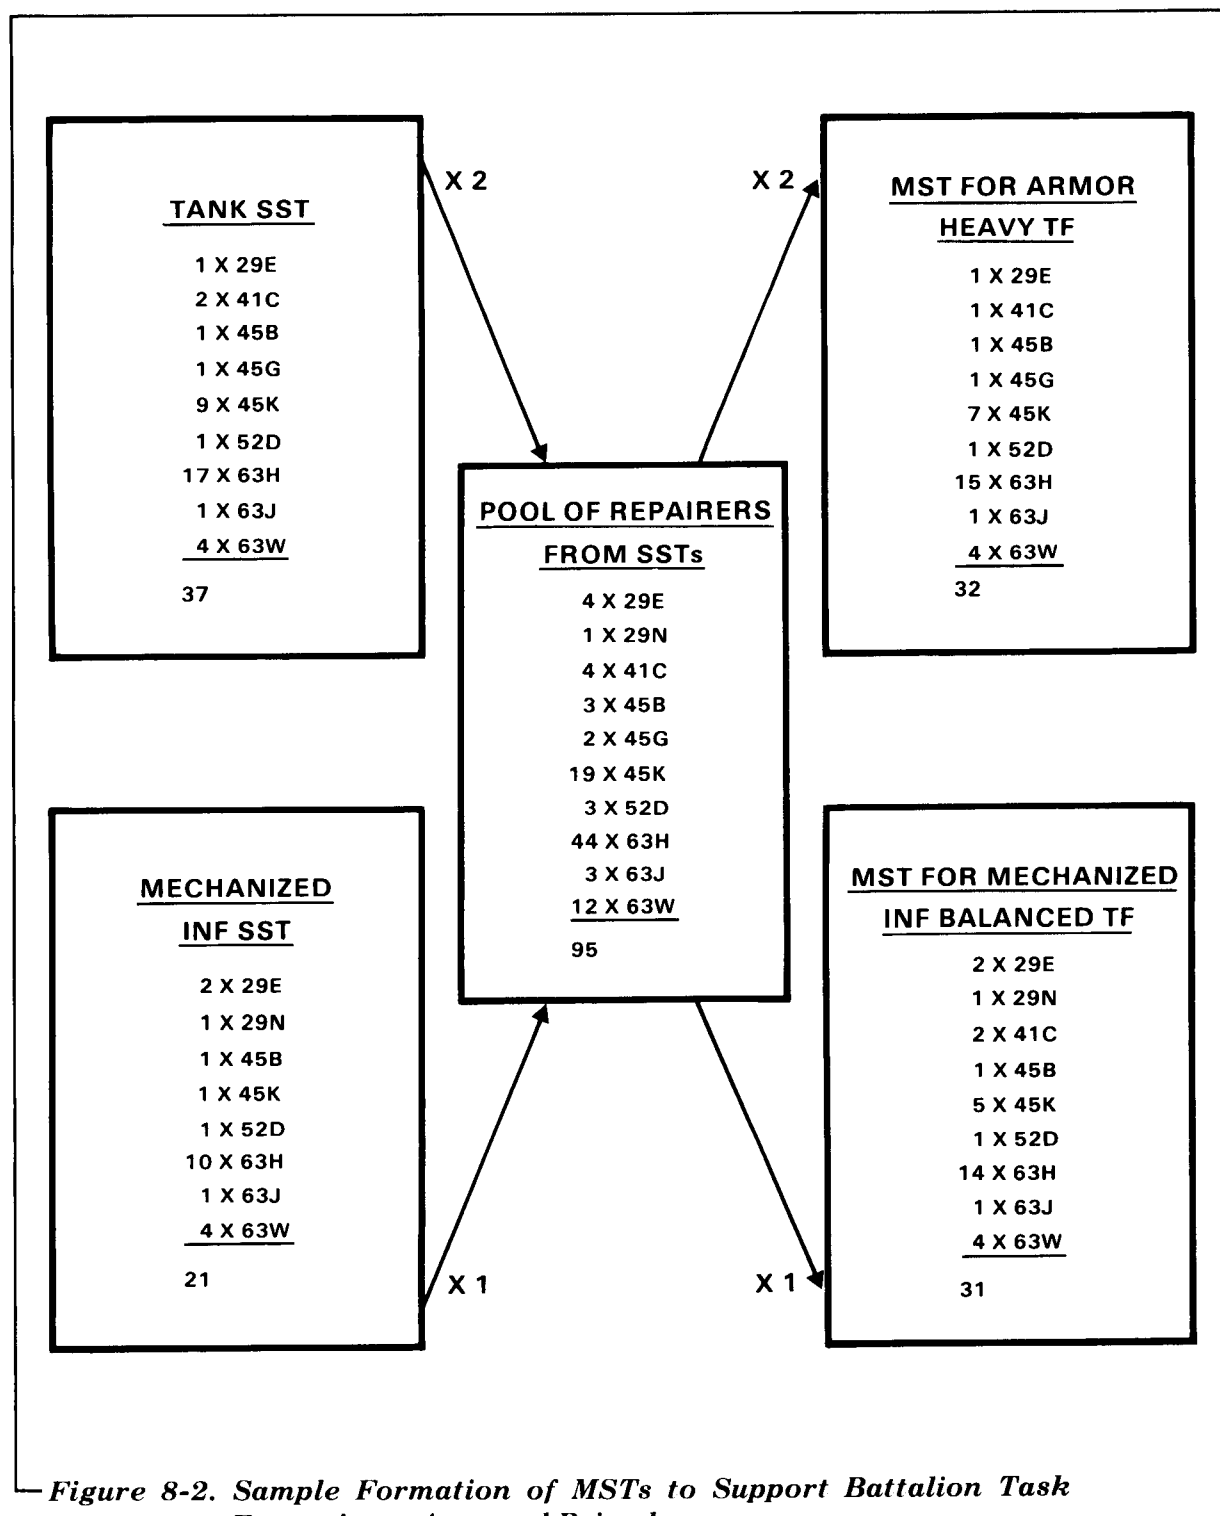 TANK SST
1 X 29E
2 X 41C
1 X 45B
1 X 45G
9 X 45K
1 X 52D
17 X 63H
1 X 63J
4 X 63W
37
X 2
MECHANIZED
INF SST
2 X 29E
1 X 29N
1 X 45B
1 X 45K
1 X 52D
10 X 63H
1 X 63J
4 X 63W
21
X 1
POOL OF REPAIRERS
FROM SSTs
4 X 29E
1 X 29N
4 X 41C
3 X 45B
2 X 45G
19 X 45K
3 X 52D
44 X 63H
3 X 63J
12 X 63W
95
X 2
MST FOR ARMOR
HEAVY TF
1 X 29E
1 X 41C
1 X 45B
1 X 45G
7 X 45K
1 X 52D
15 X 63H
1 X 63J
4 X 63W
32
X 1
MST FOR MECHANIZED
INF BALANCED TF
2 X 29E
1 X 29N
2 X 41C
1 X 45B
5 X 45K
1 X 52D
14 X 63H
1 X 63J
4 X 63W
31
Figure 8-2. Sample Formation of MSTs to Support Battalion Task